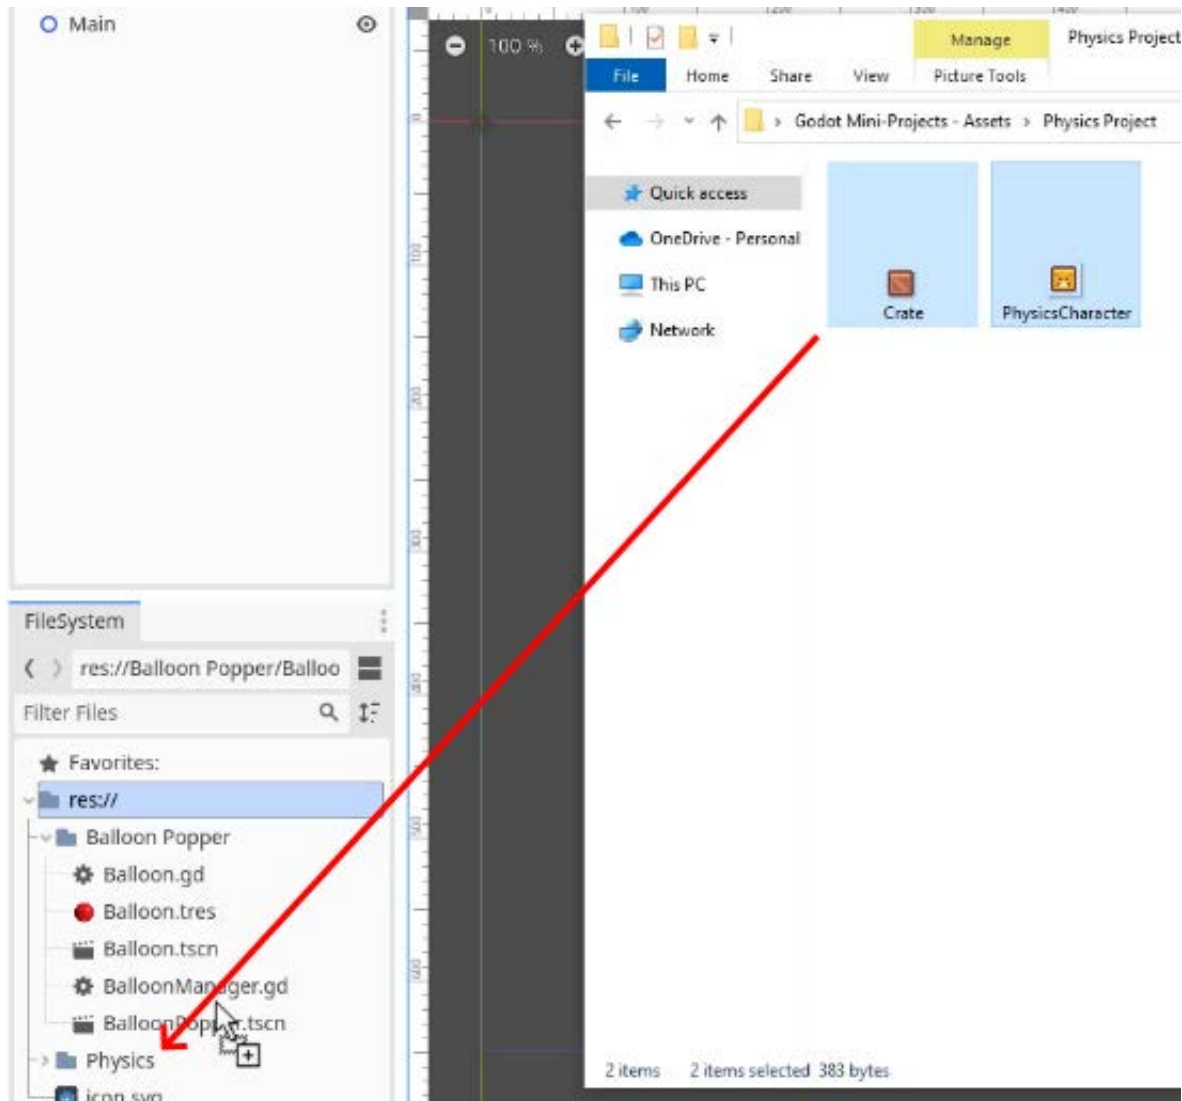 Main
100 %
Manage
Physics Project
File
Home
Share
View
Picture Tools
Godot Mini-Projects - Assets › Physics Project
Quick access
OneDrive - Personal
This PC
Network
Crate
PhysicsCharacter
FileSystem
res://Balloon Popper/Balloo
Filter Files
Favorites:
res://
Balloon Popper
Balloon.gd
Balloon.tres
Balloon.tscn
BalloonManager.gd
BalloonPopper.tscn
Physics
icon.svg
2 items
2 items selected 383 bytes